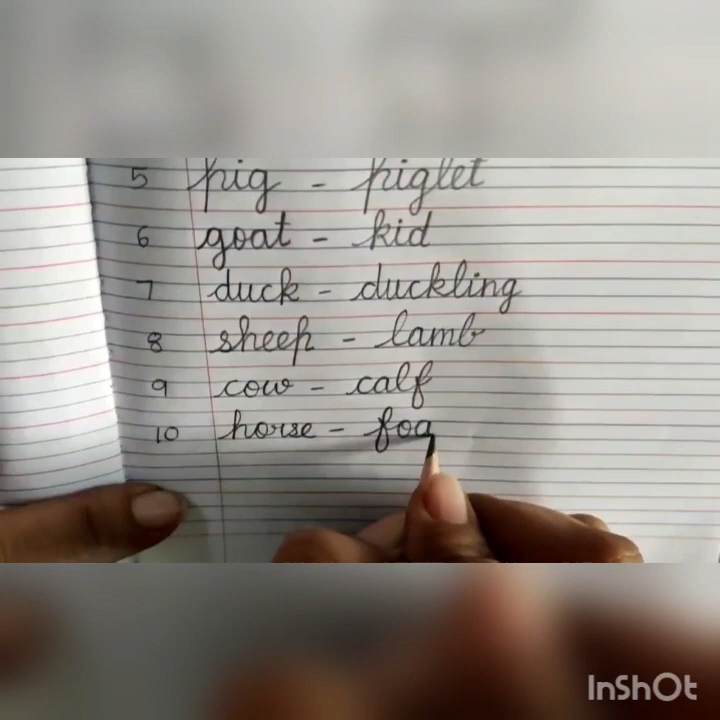 5 pig - piglet
6 goat - kid
7 duck - duckling
8 sheep - lamb
9 cow - calf
10 horse - foa
InShOt